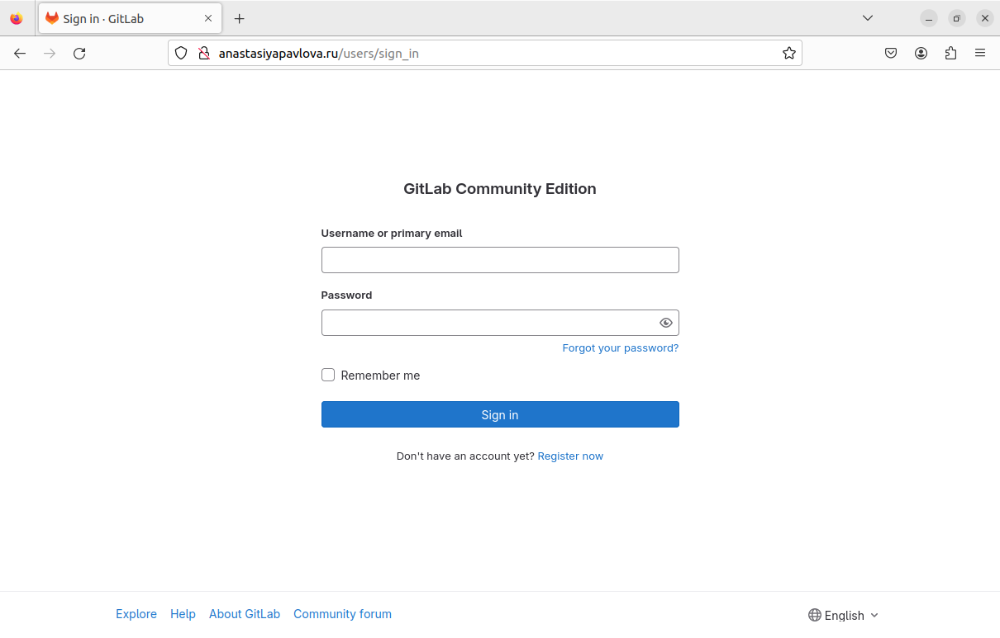 Sign in · GitLab
anastasiyapavlova.ru/users/sign_in
GitLab Community Edition
Username or primary email
Password
Forgot your password?
Remember me
Sign in
Don't have an account yet? Register now
Explore Help About GitLab Community forum
English